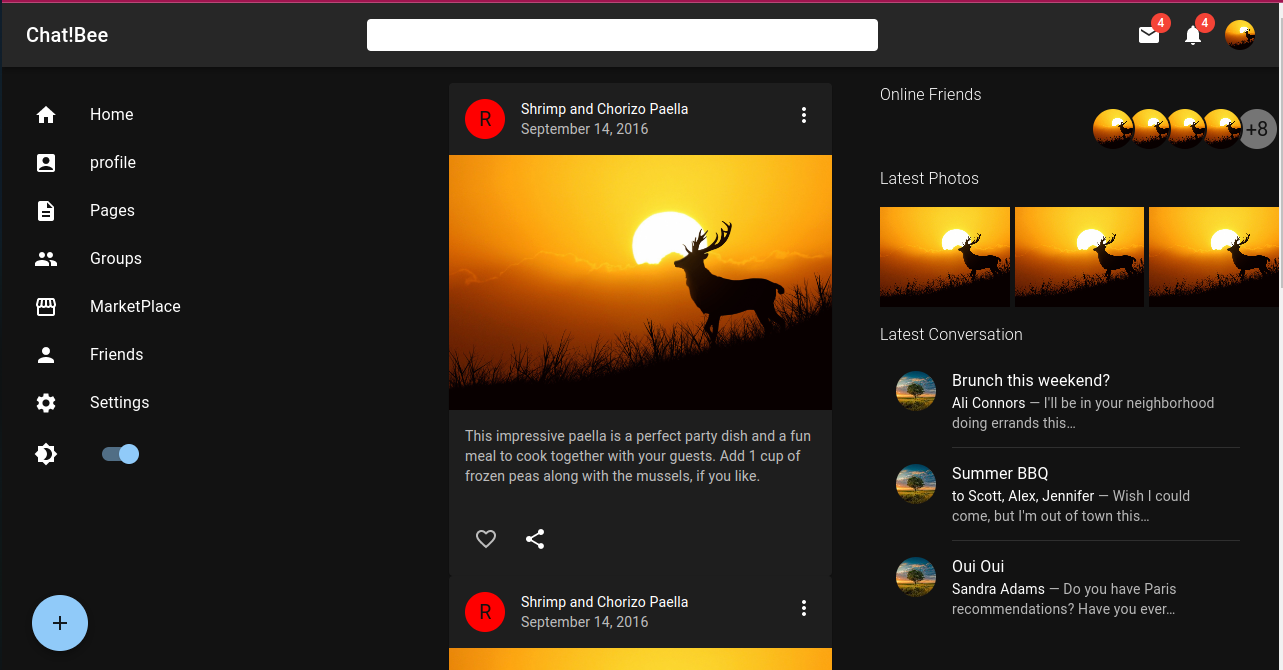 Chat!Bee
4
4
Home
profile
Pages
Groups
MarketPlace
Friends
Settings
R
Shrimp and Chorizo Paella
September 14, 2016
This impressive paella is a perfect party dish and a fun
meal to cook together with your guests. Add 1 cup of
frozen peas along with the mussels, if you like.
R
Shrimp and Chorizo Paella
September 14, 2016
Online Friends
+8
Latest Photos
Latest Conversation
Brunch this weekend?
Ali Connors — I'll be in your neighborhood
doing errands this…
Summer BBQ
to Scott, Alex, Jennifer — Wish I could
come, but I'm out of town this…
Oui Oui
Sandra Adams — Do you have Paris
recommendations? Have you ever…